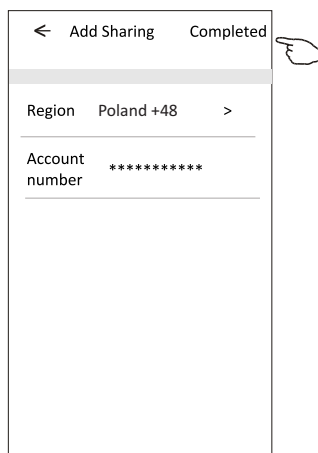 ← Add Sharing Completed
Region Poland +48 >
Account
number ***********